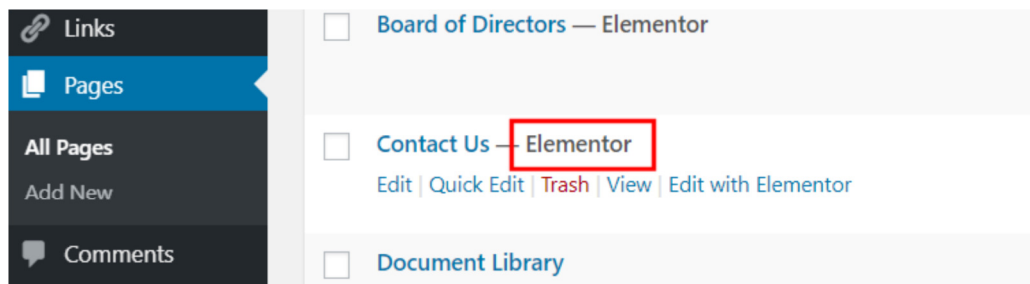 Links
Pages
All Pages
Add New
Comments
Board of Directors — Elementor
Contact Us — Elementor
Edit | Quick Edit | Trash | View | Edit with Elementor
Document Library